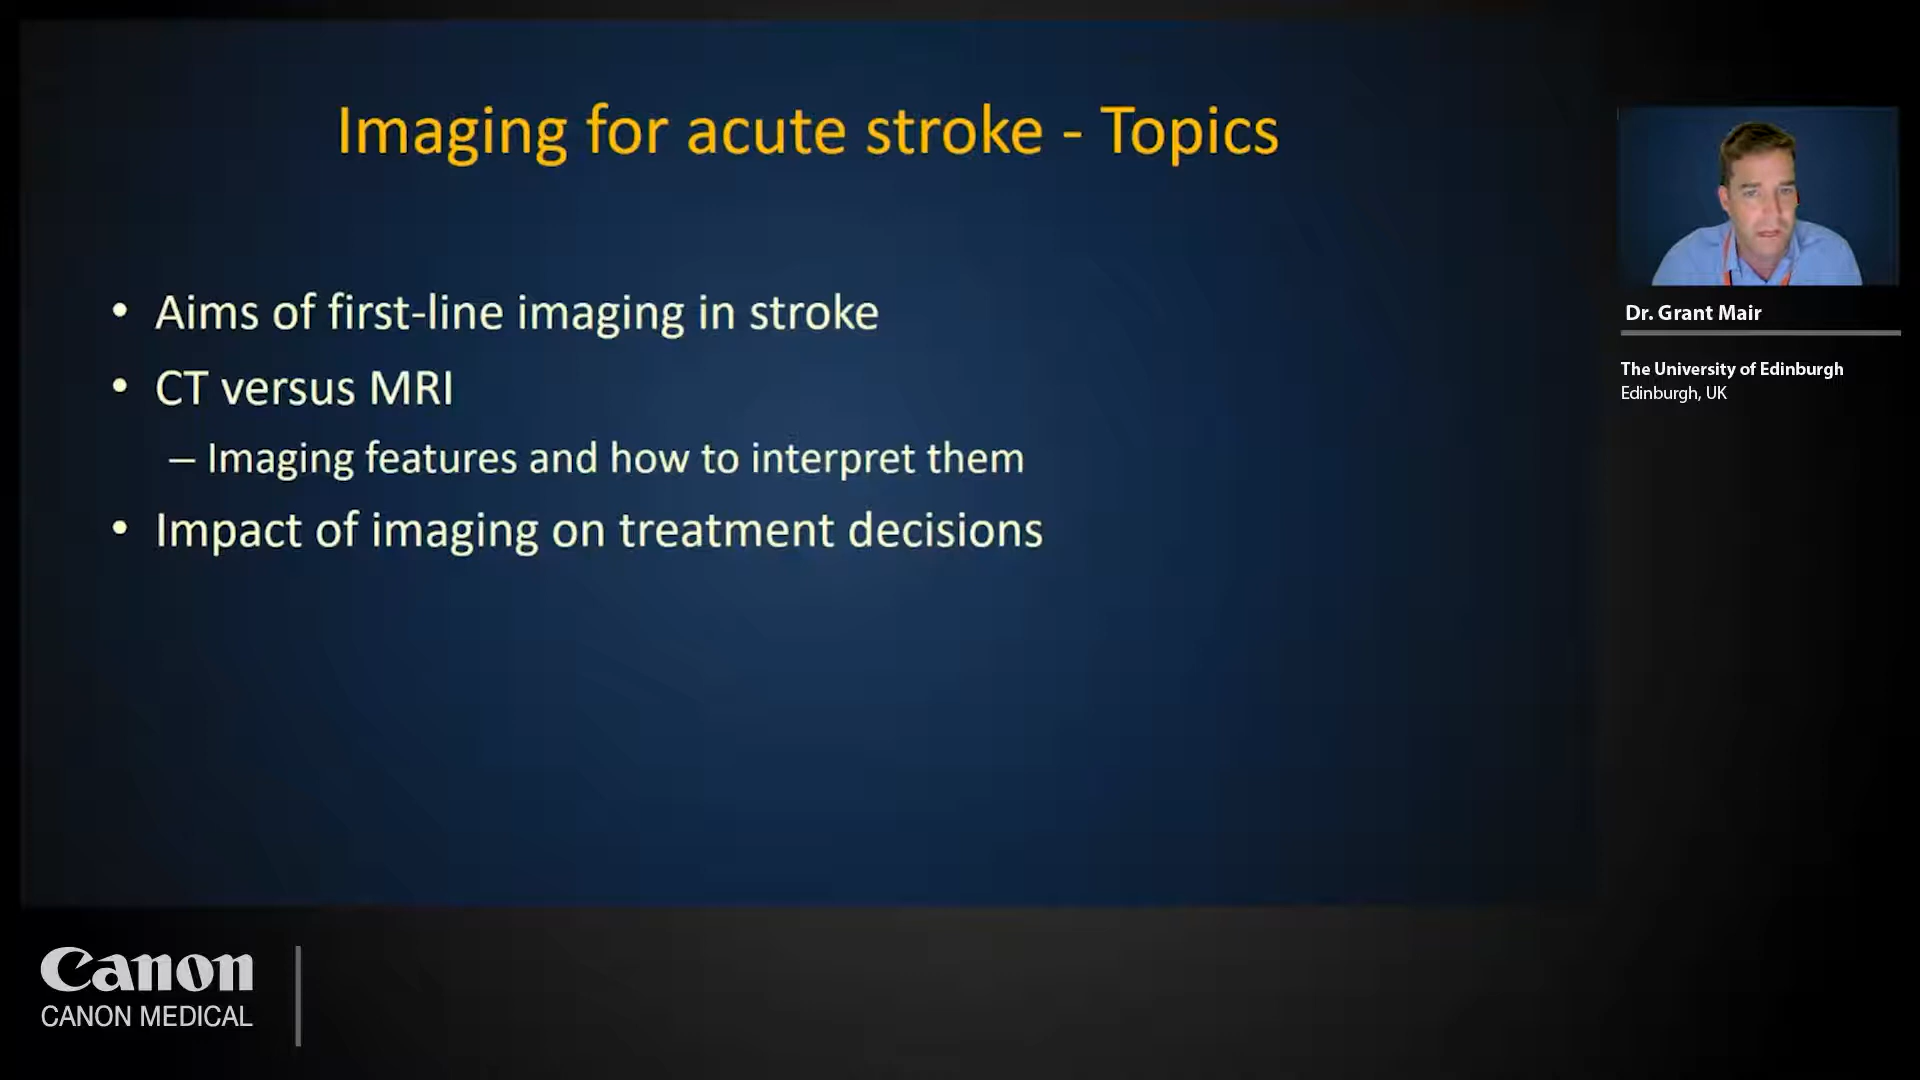 Imaging for acute stroke - Topics
• Aims of first-line imaging in stroke
• CT versus MRI
– Imaging features and how to interpret them
• Impact of imaging on treatment decisions
Dr. Grant Mair
The University of Edinburgh
Edinburgh, UK
Canon
CANON MEDICAL